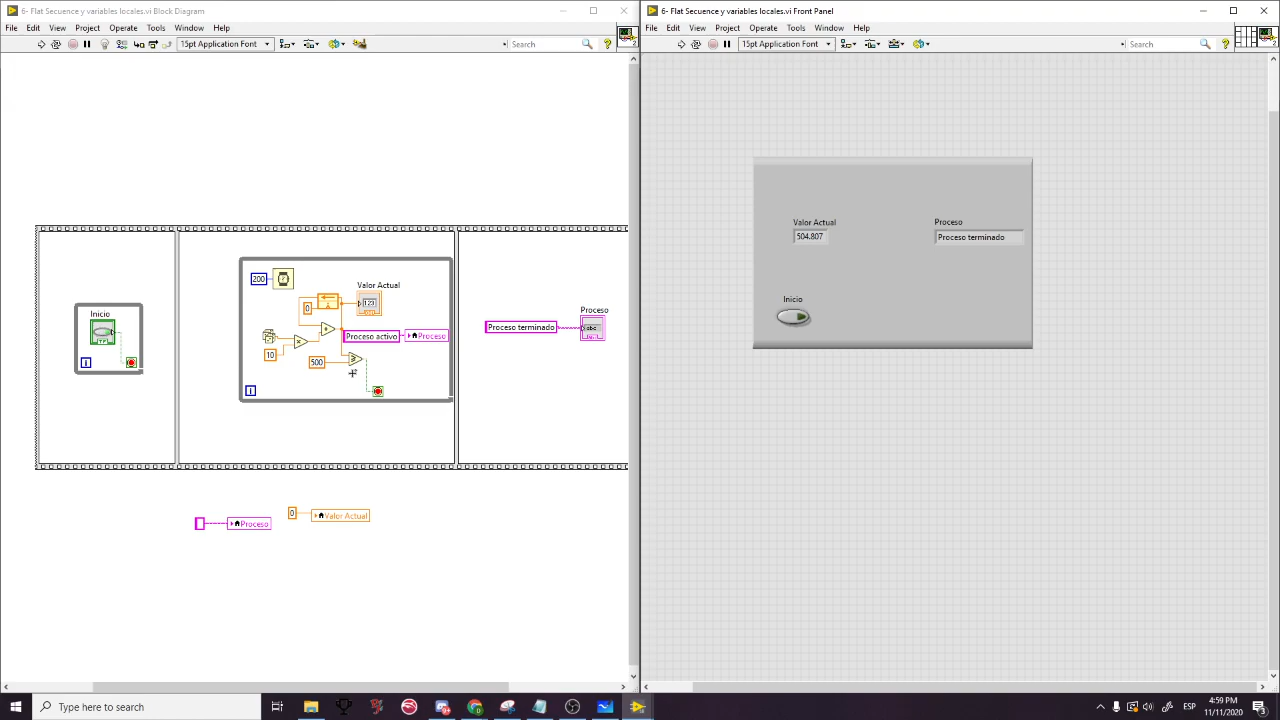 6- Flat Secuence y variables locales.vi Block Diagram
File Edit View Project Operate Tools Window Help
15pt Application Font
Search
200
Valor Actual
1.23
0
Proceso activo
Proceso
10
500
i
Inicio
TF
i
Proceso terminado
Proceso
abc
Proceso
0
Valor Actual
6- Flat Secuence y variables locales.vi Front Panel
File Edit View Project Operate Tools Window Help
15pt Application Font
Search
Valor Actual
504.807
Proceso
Proceso terminado
Inicio
Type here to search
ESP
4:59 PM
11/11/2020